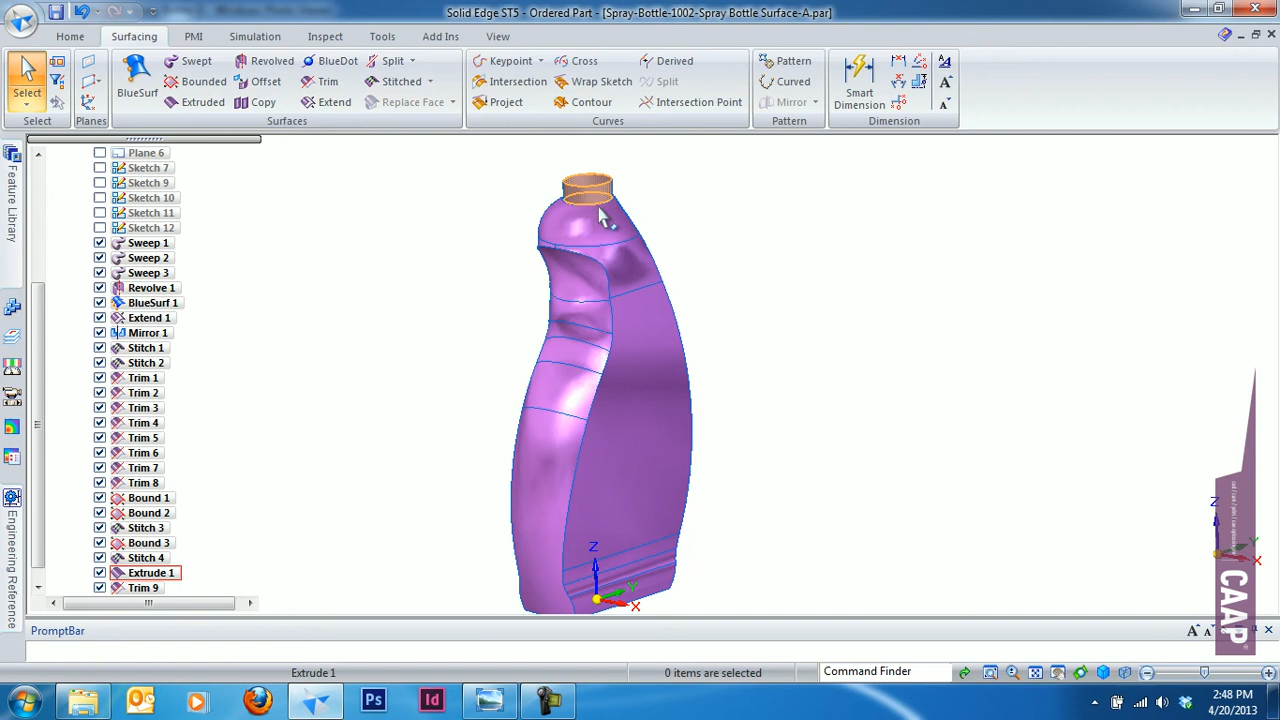 Solid Edge ST5 - Ordered Part - [Spray-Bottle-1002-Spray Bottle Surface-A.par]
Home Surfacing PMI Simulation Inspect Tools Add Ins View
Select
Select
Planes
BlueSurf
Swept Revolved BlueDot Split
Bounded Offset Trim Stitched
Extruded Copy Extend Replace Face
Surfaces
Keypoint Cross Derived
Intersection Wrap Sketch Split
Project Contour Intersection Point
Curves
Pattern
Curved
Mirror
Pattern
Smart
Dimension
Dimension
Feature Library
Engineering Reference
Plane 6
Sketch 7
Sketch 9
Sketch 10
Sketch 11
Sketch 12
Sweep 1
Sweep 2
Sweep 3
Revolve 1
BlueSurf 1
Extend 1
Mirror 1
Stitch 1
Stitch 2
Trim 1
Trim 2
Trim 3
Trim 4
Trim 5
Trim 6
Trim 7
Trim 8
Bound 1
Bound 2
Stitch 3
Bound 3
Stitch 4
Extrude 1
Trim 9
Z
Y
X
Z
Y
X
CAAP
PromptBar
Extrude 1
0 items are selected
Command Finder
2:48 PM
4/20/2013